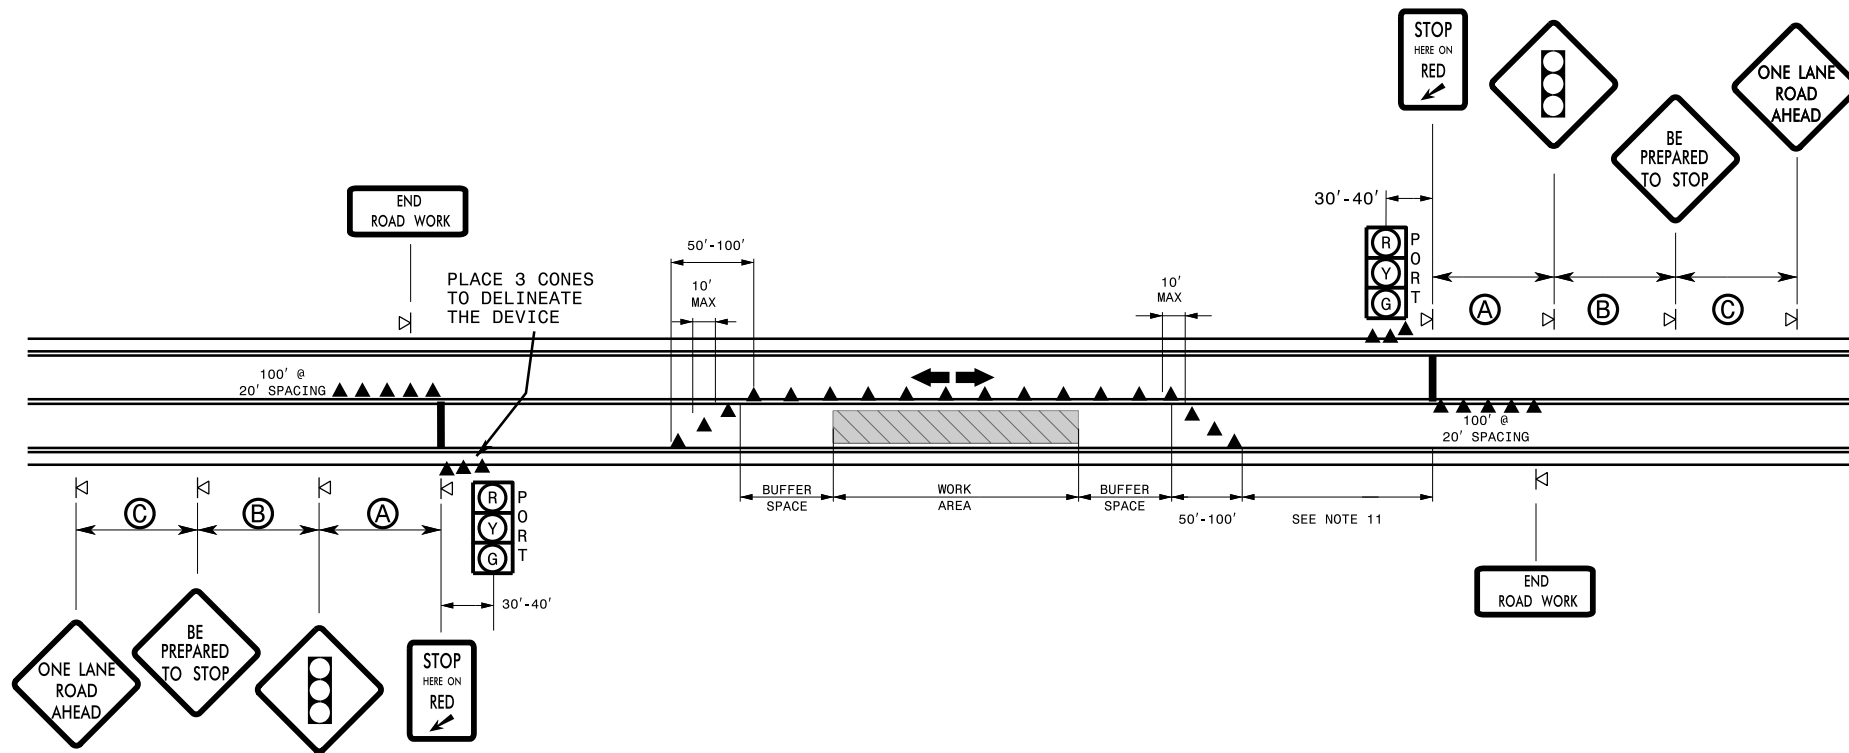 STOP
HERE ON
RED
ONE LANE
ROAD
AHEAD
BE
PREPARED
TO STOP
30'-40'
END
ROAD WORK
R
Y
G
PORT
50'-100'
10'
MAX
10'
MAX
PLACE 3 CONES
TO DELINEATE
THE DEVICE
A
B
C
100' @
20' SPACING
100' @
20' SPACING
BUFFER
SPACE
WORK
AREA
BUFFER
SPACE
50'-100'
SEE NOTE 11
C
B
A
R
Y
G
PORT
30'-40'
END
ROAD WORK
ONE LANE
ROAD
AHEAD
BE
PREPARED
TO STOP
STOP
HERE ON
RED